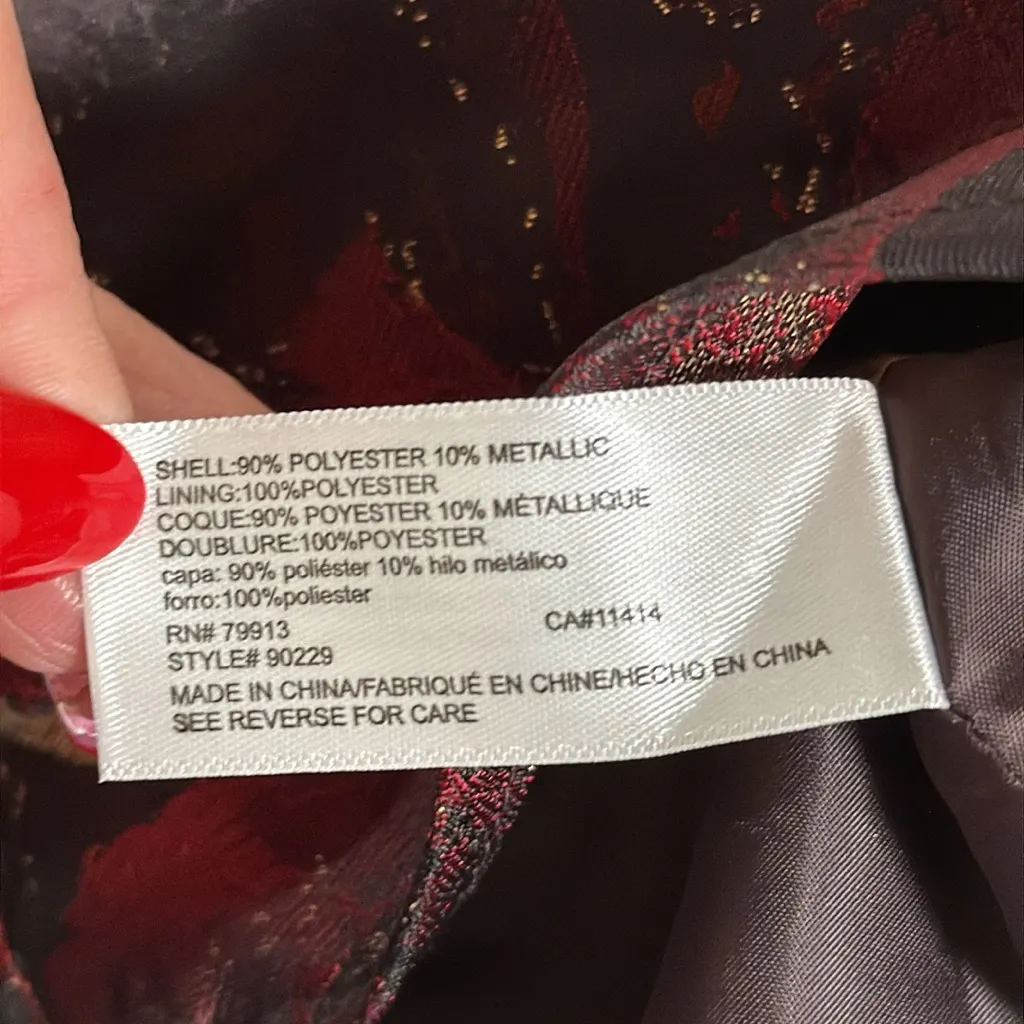 SHELL:90% POLYESTER 10% METALLIC
LINING:100%POLYESTER
COQUE:90% POYESTER 10% MÉTALLIQUE
DOUBLURE:100%POYESTER
capa: 90% poliéster 10% hilo metálico
forro:100%poliester
RN# 79913 CA#11414
STYLE# 90229
MADE IN CHINA/FABRIQUÉ EN CHINE/HECHO EN CHINA
SEE REVERSE FOR CARE